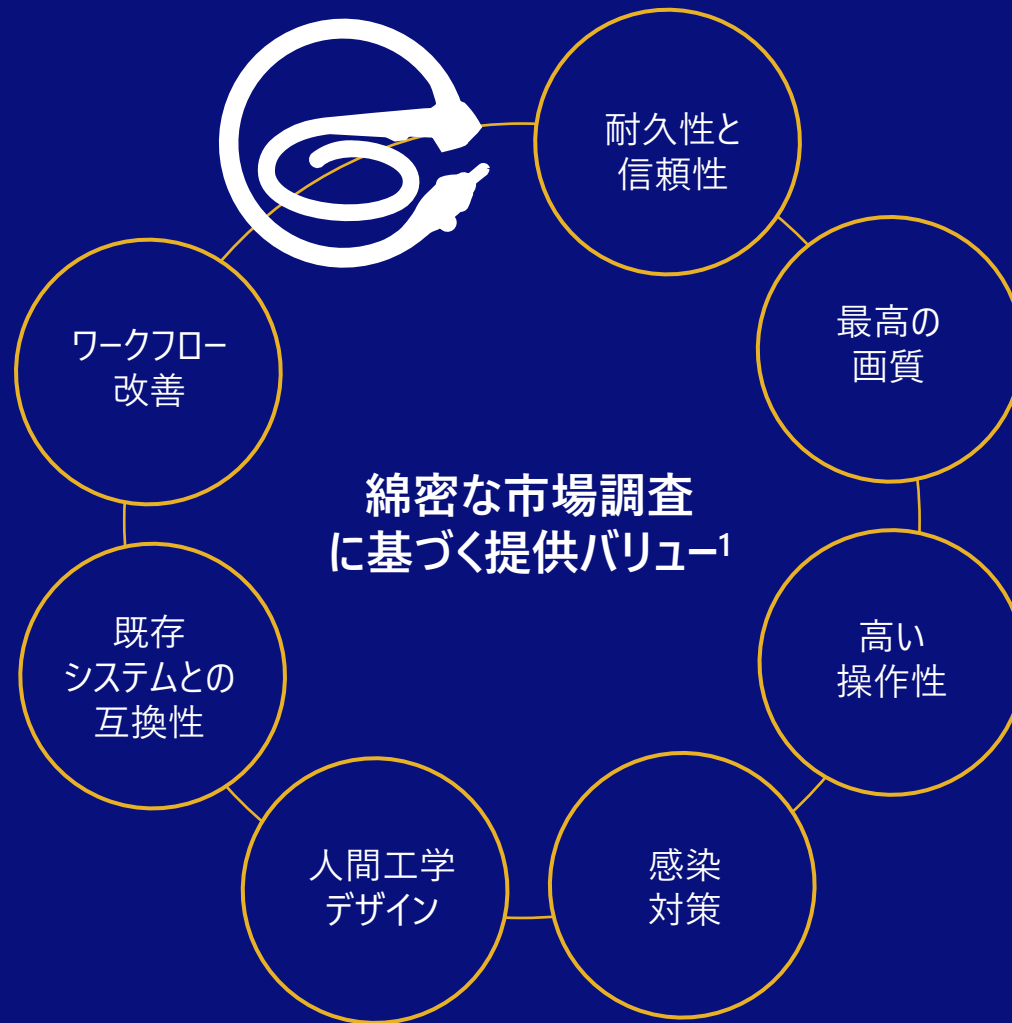 耐久性と
信頼性
最高の
画質
ワークフロー
改善
綿密な市場調査
に基づく提供バリュー¹
既存
システムとの
互換性
高い
操作性
人間工学
デザイン
感染
対策